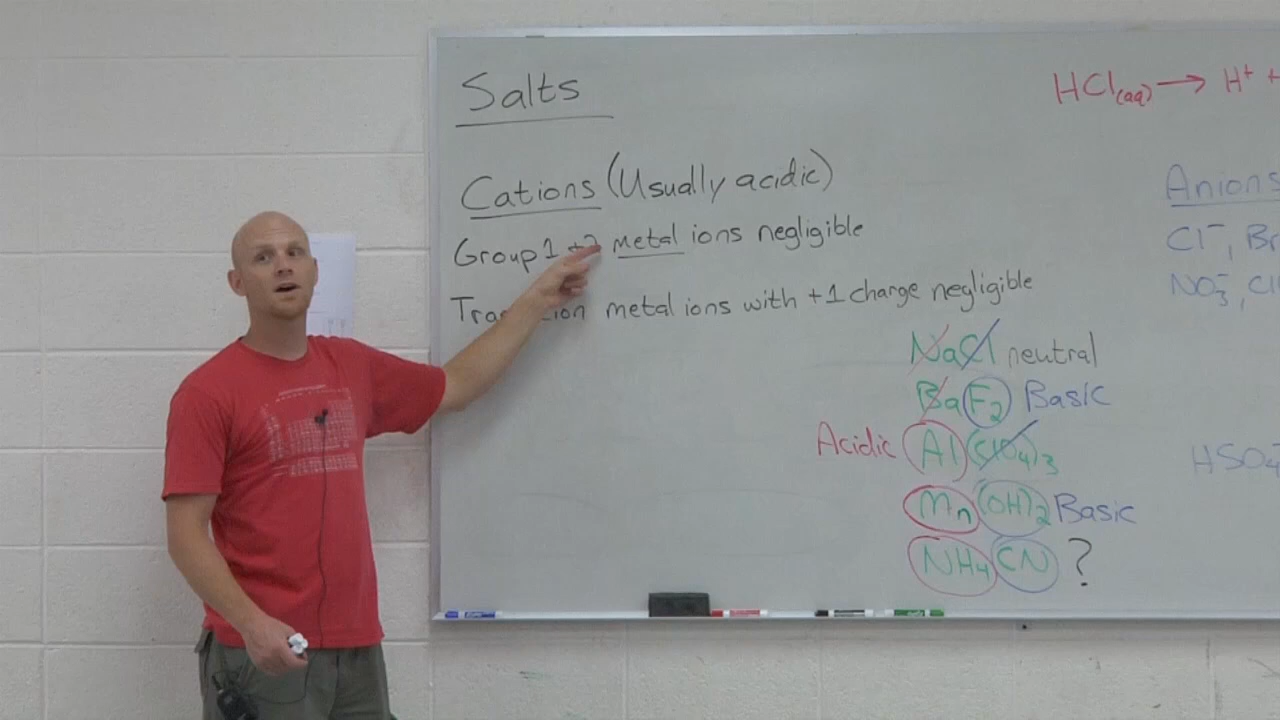 Salts
HCl(aq) → H⁺ +
Cations (Usually acidic)
Anions
Group 1 +2 metal ions negligible
Cl⁻, Br
metal ions with +1 charge negligible
NO₃⁻, Cl
NaCl neutral
BaF₂ Basic
Acidic Al(ClO₄)₃
HSO₄
Mn(OH)₂ Basic
NH₄CN ?